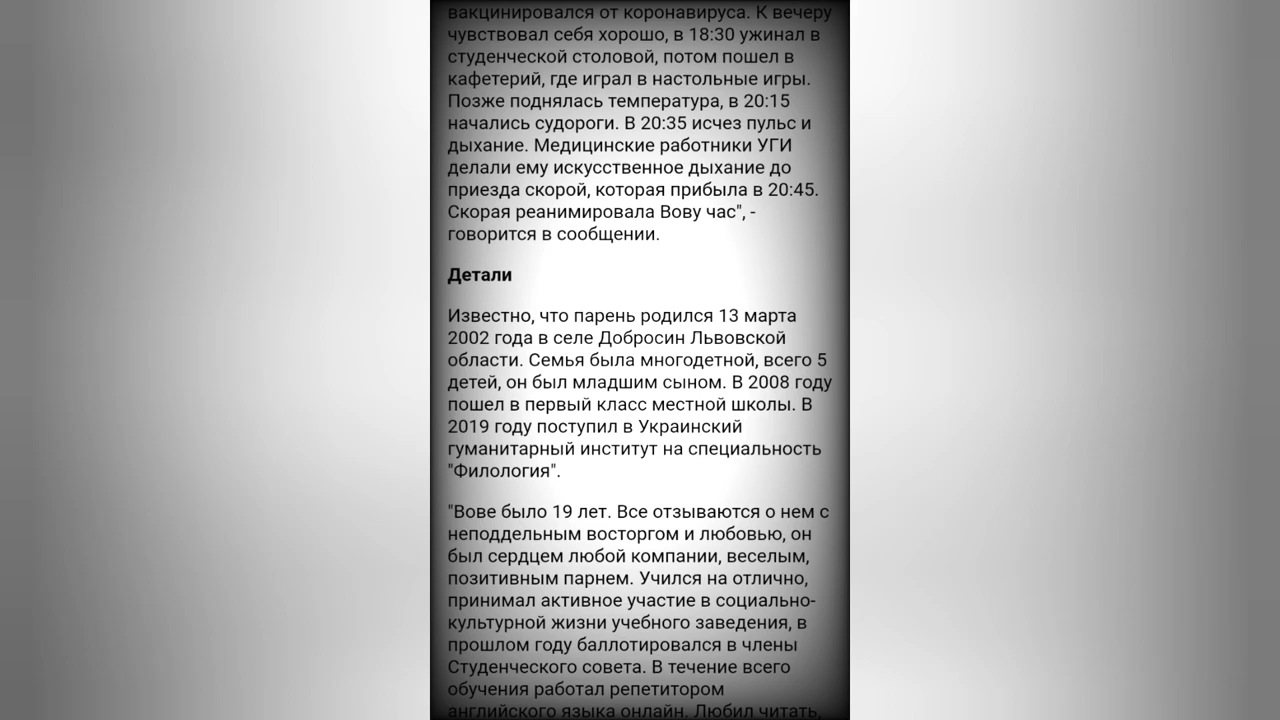 вакцинировался от коронавируса. К вечеру
чувствовал себя хорошо, в 18:30 ужинал в
студенческой столовой, потом пошел в
кафетерий, где играл в настольные игры.
Позже поднялась температура, в 20:15
начались судороги. В 20:35 исчез пульс и
дыхание. Медицинские работники УГИ
делали ему искусственное дыхание до
приезда скорой, которая прибыла в 20:45.
Скорая реанимировала Вову час", -
говорится в сообщении.
Детали
Известно, что парень родился 13 марта
2002 года в селе Добросин Львовской
области. Семья была многодетной, всего 5
детей, он был младшим сыном. В 2008 году
пошел в первый класс местной школы. В
2019 году поступил в Украинский
гуманитарный институт на специальность
"Филология".
"Вове было 19 лет. Все отзываются о нем с
неподдельным восторгом и любовью, он
был сердцем любой компании, веселым,
позитивным парнем. Учился на отлично,
принимал активное участие в социально-
культурной жизни учебного заведения, в
прошлом году баллотировался в члены
Студенческого совета. В течение всего
обучения работал репетитором
английского языка онлайн. Любил читать,